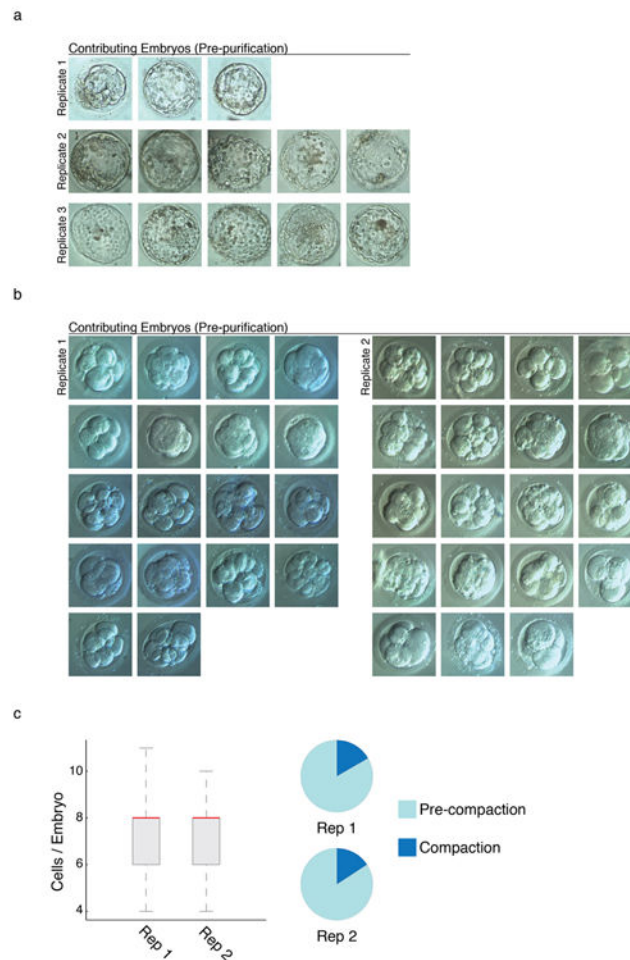 a
Contributing Embryos (Pre-purification)
Replicate 1
Replicate 2
Replicate 3
b
Contributing Embryos (Pre-purification)
Replicate 1
Replicate 2
c
Cells / Embryo
10
8
6
4
Rep 1
Rep 2
Rep 1
Rep 2
Pre-compaction
Compaction